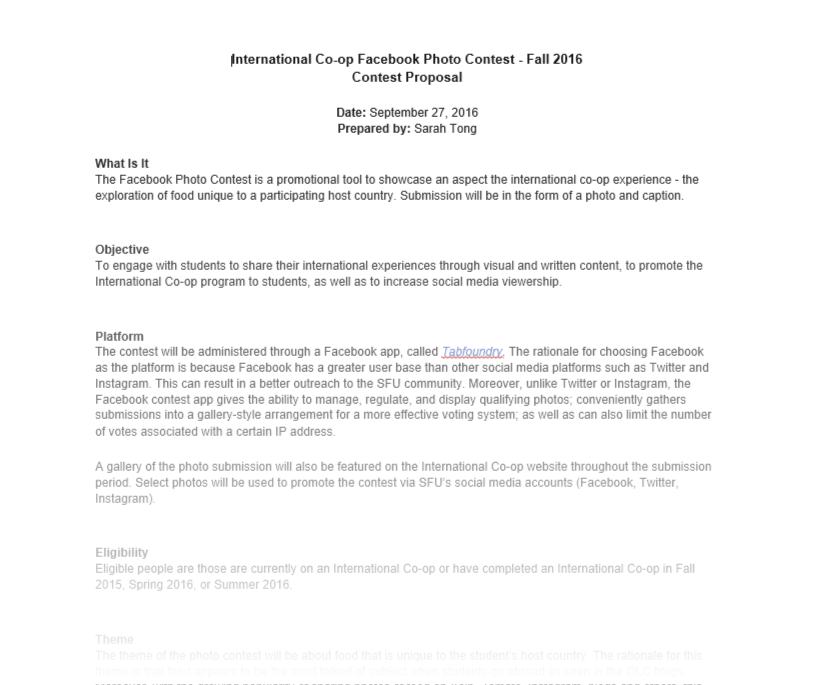 International Co-op Facebook Photo Contest - Fall 2016
Contest Proposal
Date: September 27, 2016
Prepared by: Sarah Tong
What Is It
The Facebook Photo Contest is a promotional tool to showcase an aspect the international co-op experience - the
exploration of food unique to a participating host country. Submission will be in the form of a photo and caption.
Objective
To engage with students to share their international experiences through visual and written content, to promote the
International Co-op program to students, as well as to increase social media viewership.
Platform
The contest will be administered through a Facebook app, called Tabfoundry. The rationale for choosing Facebook
as the platform is because Facebook has a greater user base than other social media platforms such as Twitter and
Instagram. This can result in a better outreach to the SFU community. Moreover, unlike Twitter or Instagram, the
Facebook contest app gives the ability to manage, regulate, and display qualifying photos; conveniently gathers
submissions into a gallery-style arrangement for a more effective voting system; as well as can also limit the number
of votes associated with a certain IP address.
A gallery of the photo submission will also be featured on the International Co-op website throughout the submission
period. Select photos will be used to promote the contest via SFU's social media accounts (Facebook, Twitter,
Instagram).
Eligibility
Eligible people are those are currently on an International Co-op or have completed an International Co-op in Fall
2015, Spring 2016, or Summer 2016.
Theme
The theme of the photo contest will be about food that is unique to the student's host country. The rationale for this